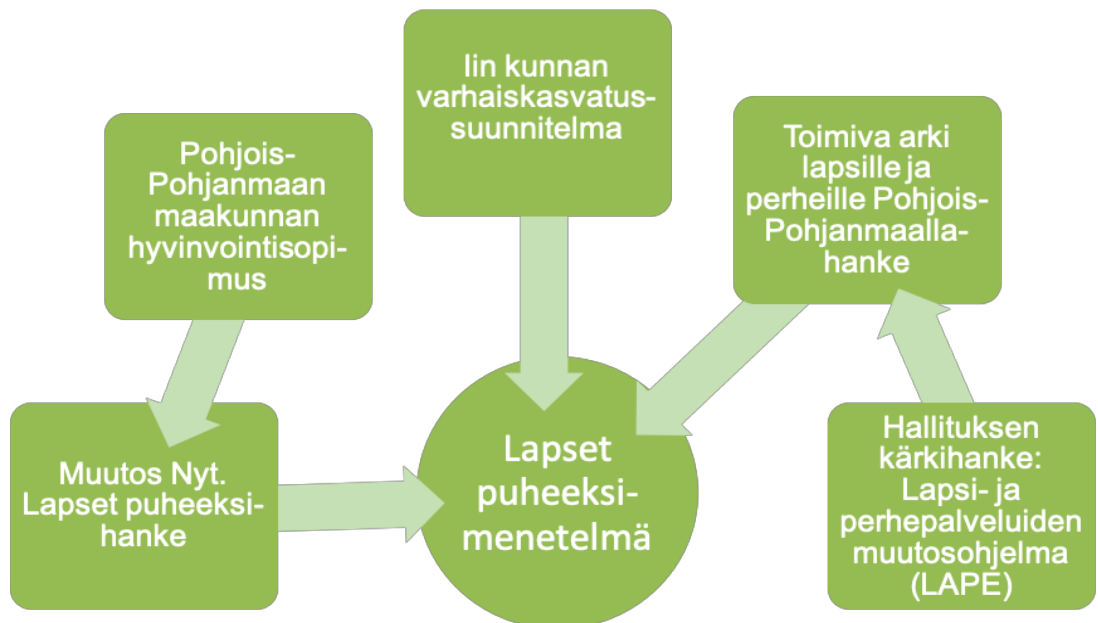 Iin kunnan
varhaiskasvatus-
suunnitelma
Pohjois-
Pohjanmaan
maakunnan
hyvinvointisopi-
mus
Toimiva arki
lapsille ja
perheille Pohjois-
Pohjanmaalla-
hanke
Muutos Nyt.
Lapset puheeksi-
hanke
Lapset
puheeksi-
menetelmä
Hallituksen
kärkihanke:
Lapsi- ja
perhepalveluiden
muutosohjelma
(LAPE)